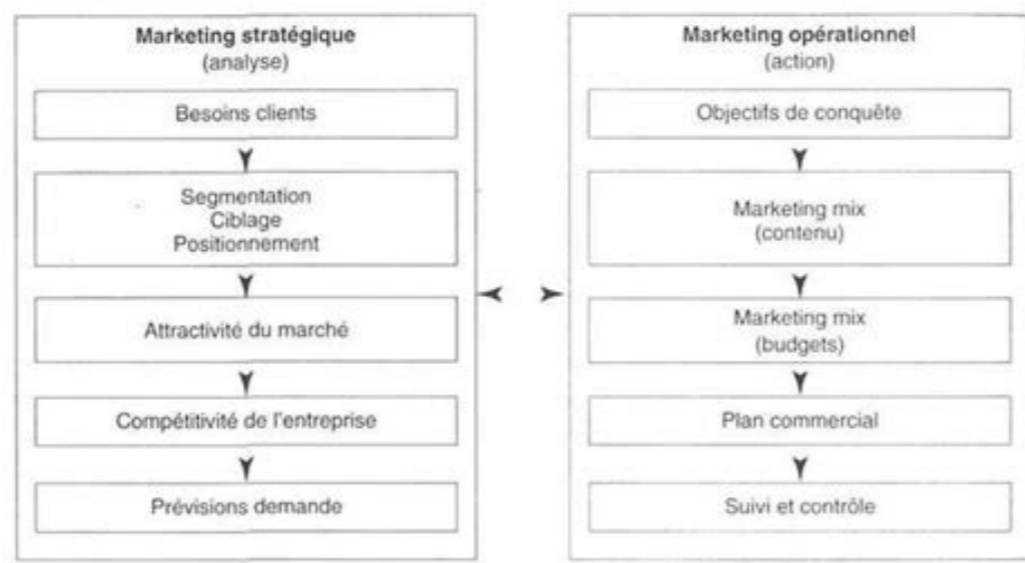 Marketing stratégique
(analyse)
Besoins clients
Segmentation
Ciblage
Positionnement
Attractivité du marché
Compétitivité de l'entreprise
Prévisions demande
Marketing opérationnel
(action)
Objectifs de conquête
Marketing mix
(contenu)
Marketing mix
(budgets)
Plan commercial
Suivi et contrôle